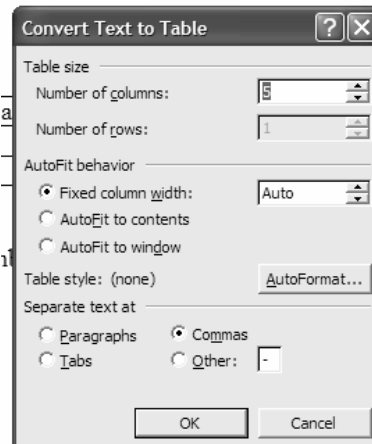 Convert Text to Table
Table size
Number of columns: 5
a
Number of rows: 1
AutoFit behavior
Fixed column width: Auto
AutoFit to contents
AutoFit to window
Table style: (none) AutoFormat...
Separate text at
Paragraphs Commas
Tabs Other: -
OK Cancel